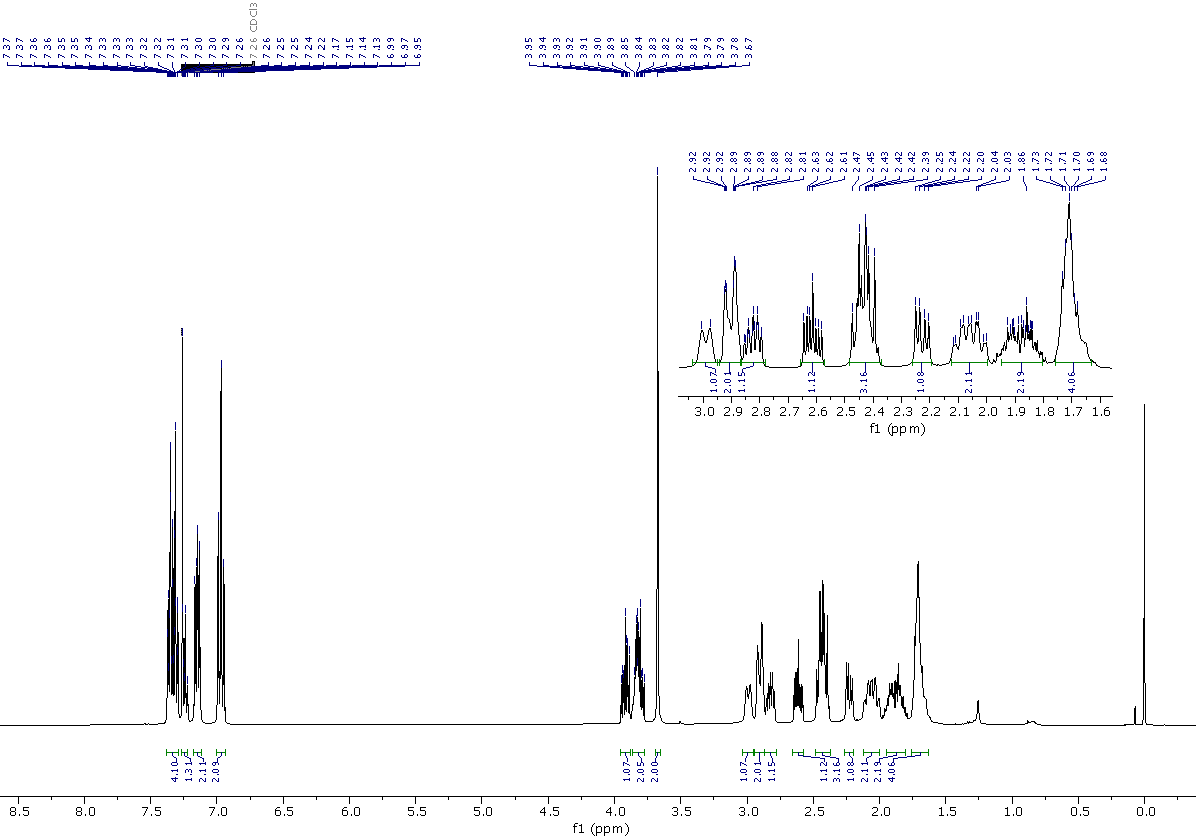 7.37 7.37 7.36 7.36 7.35 7.35 7.34 7.33 7.33 7.33 7.32 7.32 7.31 7.31 7.30 7.30 7.29 7.26 7.26 CDCl3 7.26 7.25 7.25 7.24 7.22 7.17 7.15 7.14 7.13 6.99 6.97 6.95
3.95 3.94 3.93 3.92 3.91 3.90 3.89 3.85 3.84 3.83 3.82 3.82 3.81 3.79 3.79 3.78 3.67
2.92 2.92 2.92 2.89 2.89 2.89 2.88 2.82 2.81 2.63 2.62 2.61 2.47 2.45 2.43 2.42 2.42 2.39 2.25 2.24 2.22 2.20 2.04 2.03 1.86 1.73 1.72 1.71 1.70 1.69 1.68
1.07 2.01 1.15 1.12 3.16 1.08 2.11 2.19 4.06
3.0 2.9 2.8 2.7 2.6 2.5 2.4 2.3 2.2 2.1 2.0 1.9 1.8 1.7 1.6
f1 (ppm)
4.10 1.31 2.11 2.09 1.07 2.05 2.00 1.07 2.01 1.15 1.12 3.16 1.08 2.11 2.19 4.06
8.5 8.0 7.5 7.0 6.5 6.0 5.5 5.0 4.5 4.0 3.5 3.0 2.5 2.0 1.5 1.0 0.5 0.0
f1 (ppm)